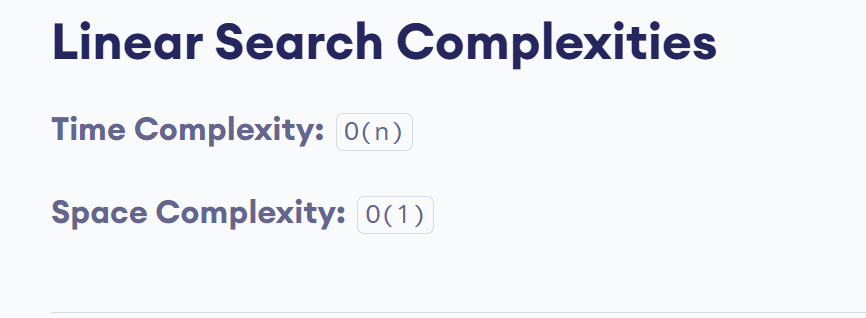 Linear Search Complexities
Time Complexity: O(n)
Space Complexity: O(1)